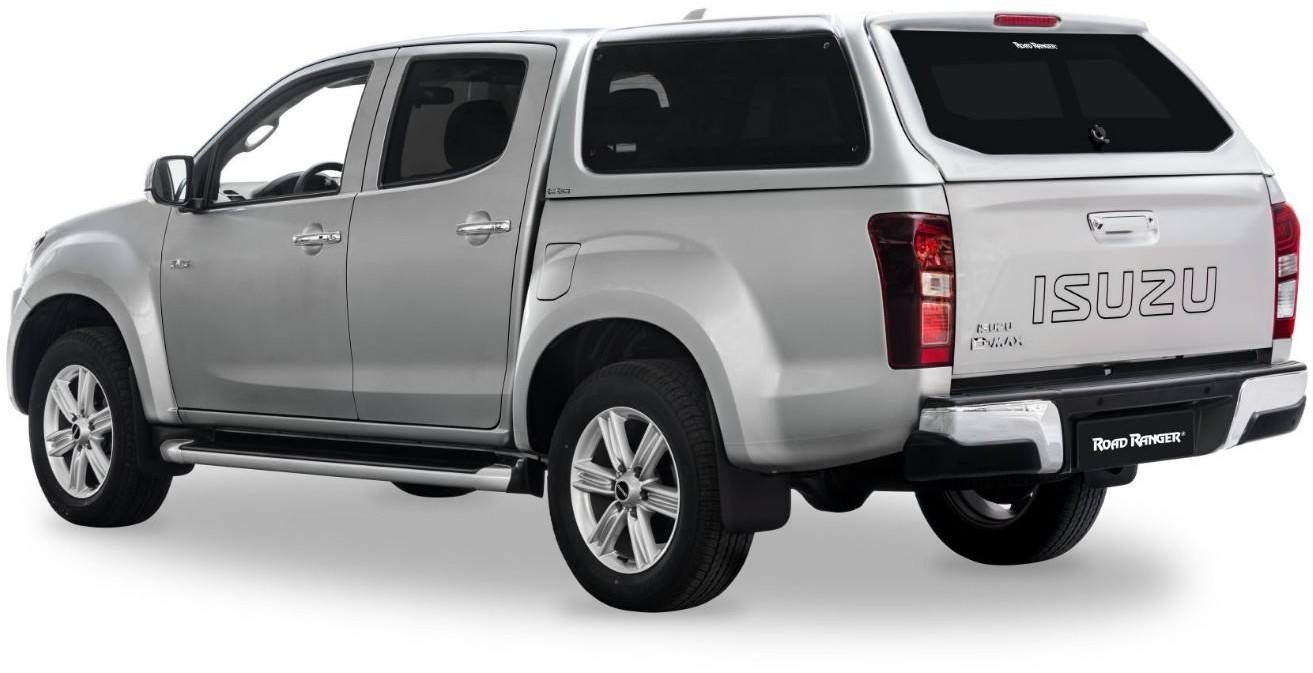 ROAD RANGER
ISUZU
ISUZU
D-MAX
ROAD RANGER®